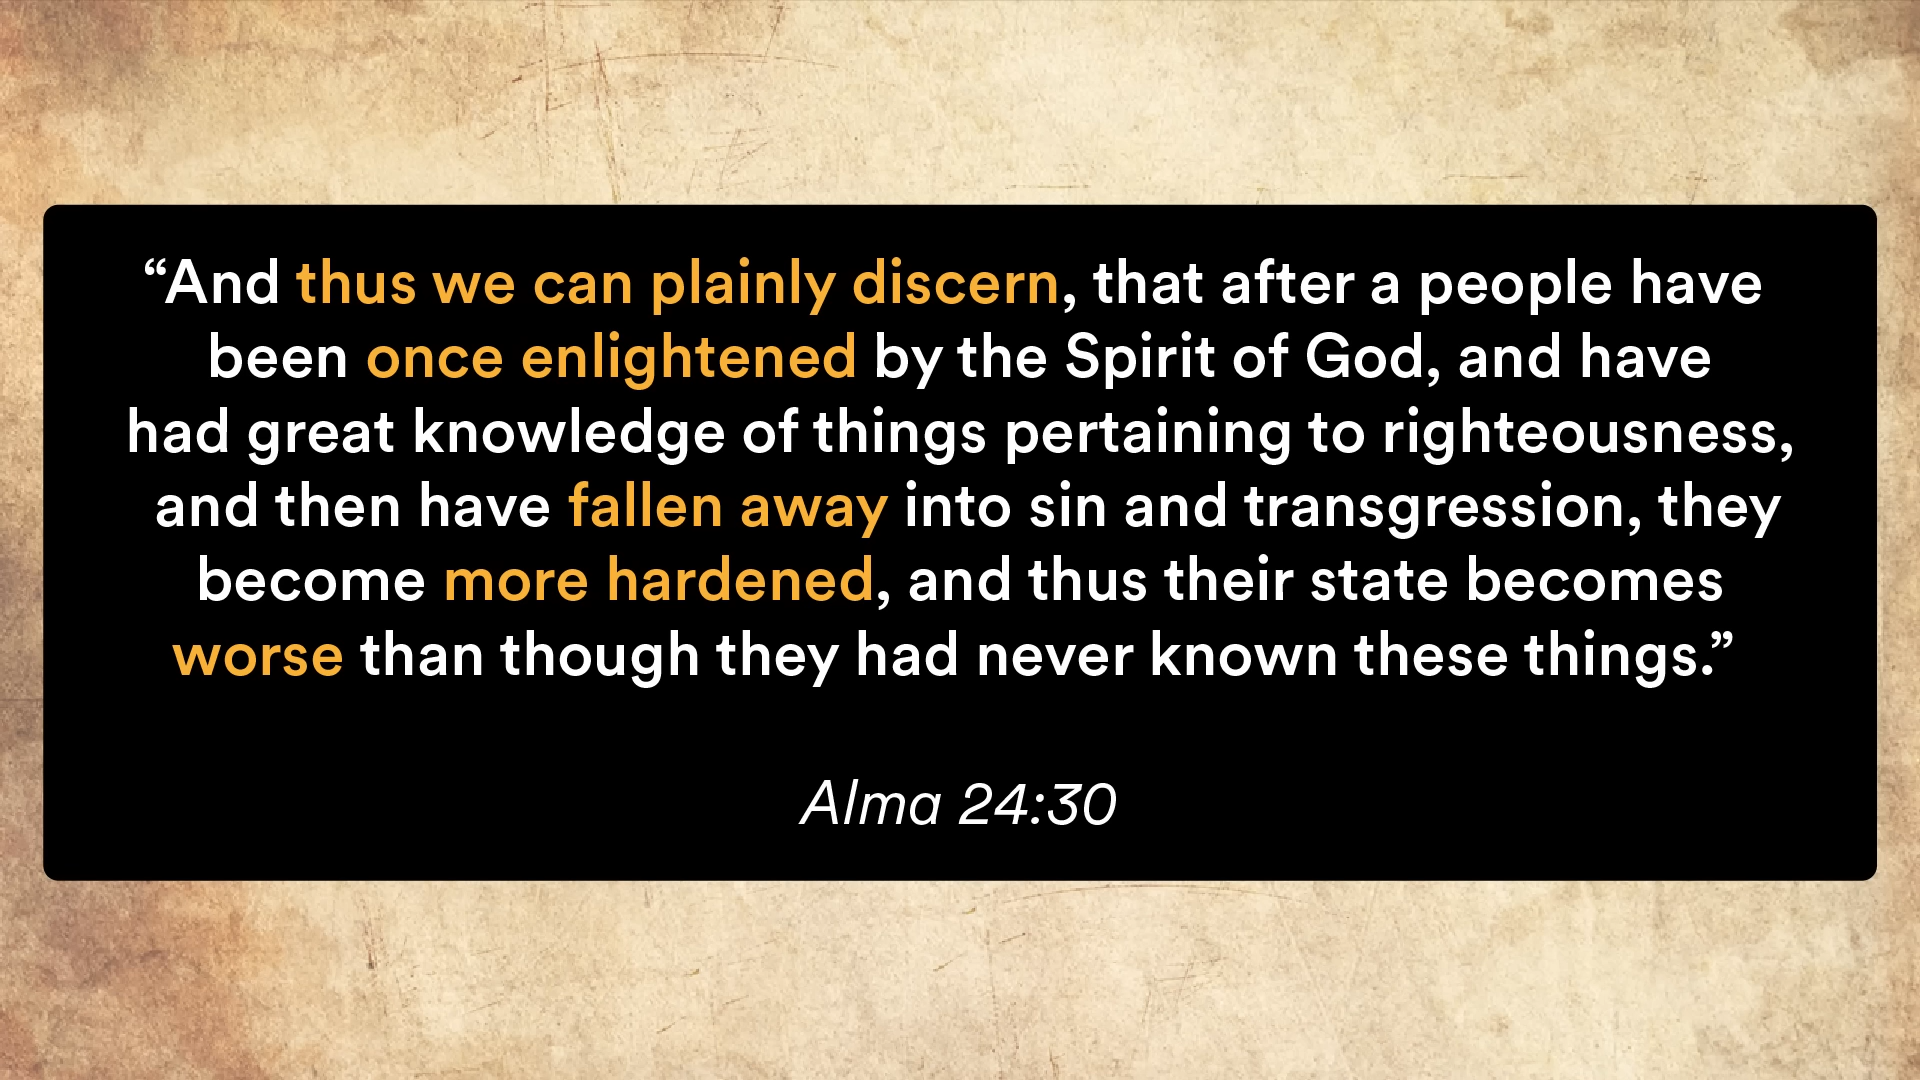 “And thus we can plainly discern, that after a people have
been once enlightened by the Spirit of God, and have
had great knowledge of things pertaining to righteousness,
and then have fallen away into sin and transgression, they
become more hardened, and thus their state becomes
worse than though they had never known these things.”
Alma 24:30